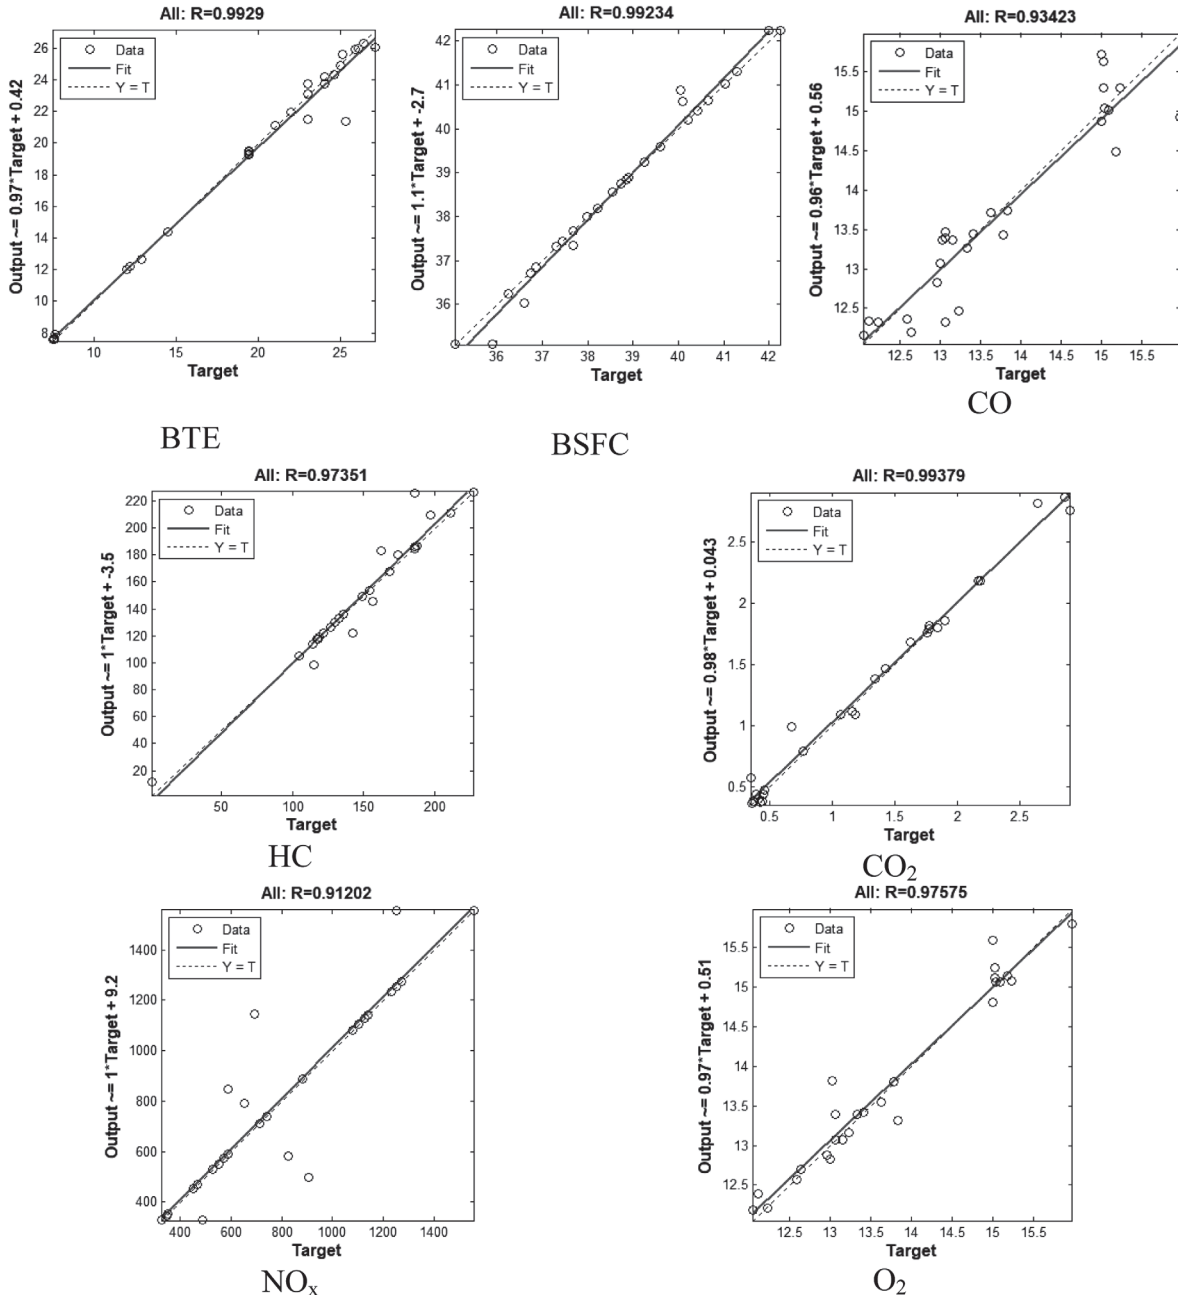 All: R=0.9929
Output ~= 0.97*Target + 0.42
Data
Fit
Y = T
26
24
22
20
18
16
14
12
10
8
10
15
20
25
Target
BTE
All: R=0.99234
Output ~= 1.1*Target + -2.7
Data
Fit
Y = T
42
41
40
39
38
37
36
36
37
38
39
40
41
42
Target
BSFC
All: R=0.93423
Output ~= 0.96*Target + 0.56
Data
Fit
Y = T
15.5
15
14.5
14
13.5
13
12.5
12.5
13
13.5
14
14.5
15
15.5
Target
CO
All: R=0.97351
Output ~= 1*Target + -3.5
Data
Fit
Y = T
220
200
180
160
140
120
100
80
60
40
20
50
100
150
200
Target
HC
All: R=0.99379
Output ~= 0.98*Target + 0.043
Data
Fit
Y = T
2.5
2
1.5
1
0.5
0.5
1
1.5
2
2.5
Target
CO₂
All: R=0.91202
Output ~= 1*Target + 9.2
Data
Fit
Y = T
1400
1200
1000
800
600
400
400
600
800
1000
1200
1400
Target
NOₓ
All: R=0.97575
Output ~= 0.97*Target + 0.51
Data
Fit
Y = T
15.5
15
14.5
14
13.5
13
12.5
12.5
13
13.5
14
14.5
15
15.5
Target
O₂